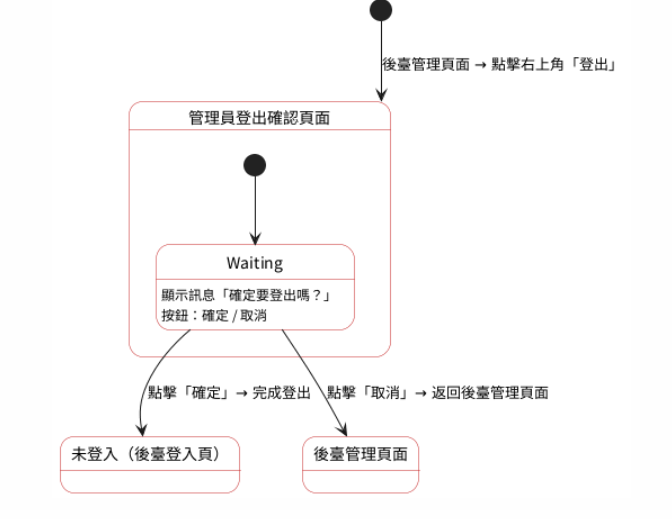 後臺管理頁面 → 點擊右上角「登出」
管理員登出確認頁面
Waiting
顯示訊息「確定要登出嗎？」
按鈕：確定 / 取消
點擊「確定」→ 完成登出
點擊「取消」→ 返回後臺管理頁面
未登入（後臺登入頁）
後臺管理頁面